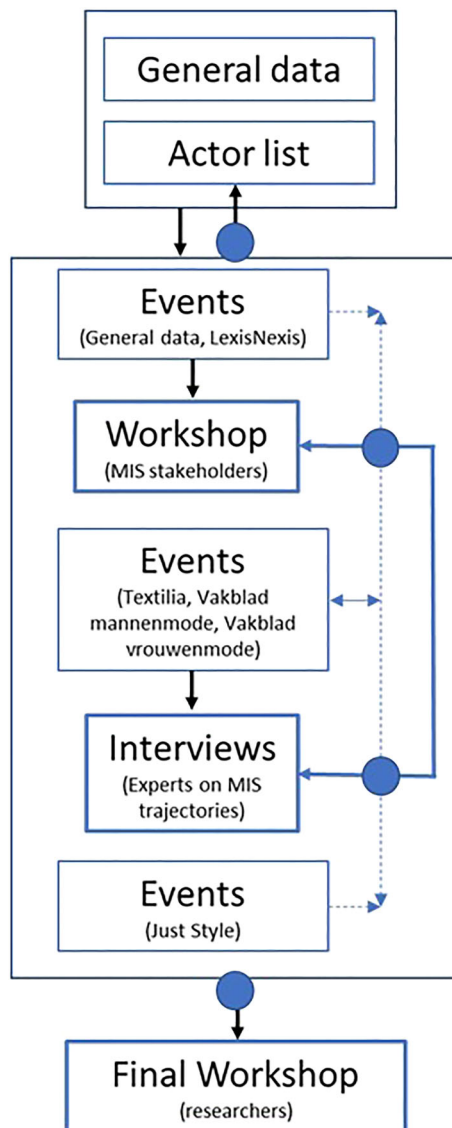 General data
Actor list
Events
(General data, LexisNexis)
Workshop
(MIS stakeholders)
Events
(Textilia, Vakblad
mannenmode, Vakblad
vrouwenmode)
Interviews
(Experts on MIS
trajectories)
Events
(Just Style)
Final Workshop
(researchers)